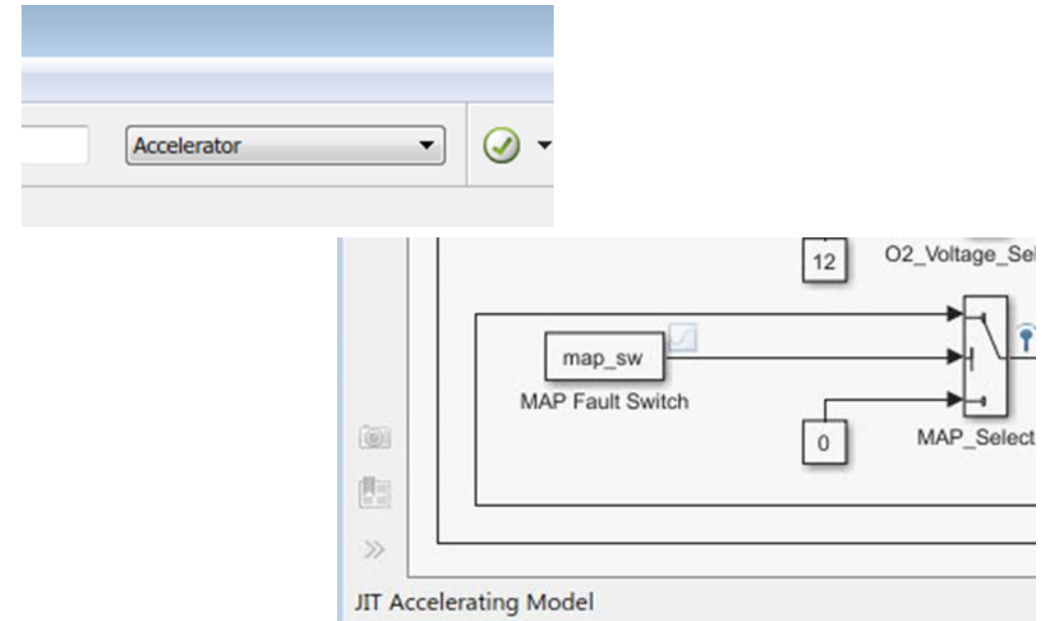 Accelerator
12
O2_Voltage_Sel
map_sw
MAP Fault Switch
0
MAP_Select
JIT Accelerating Model